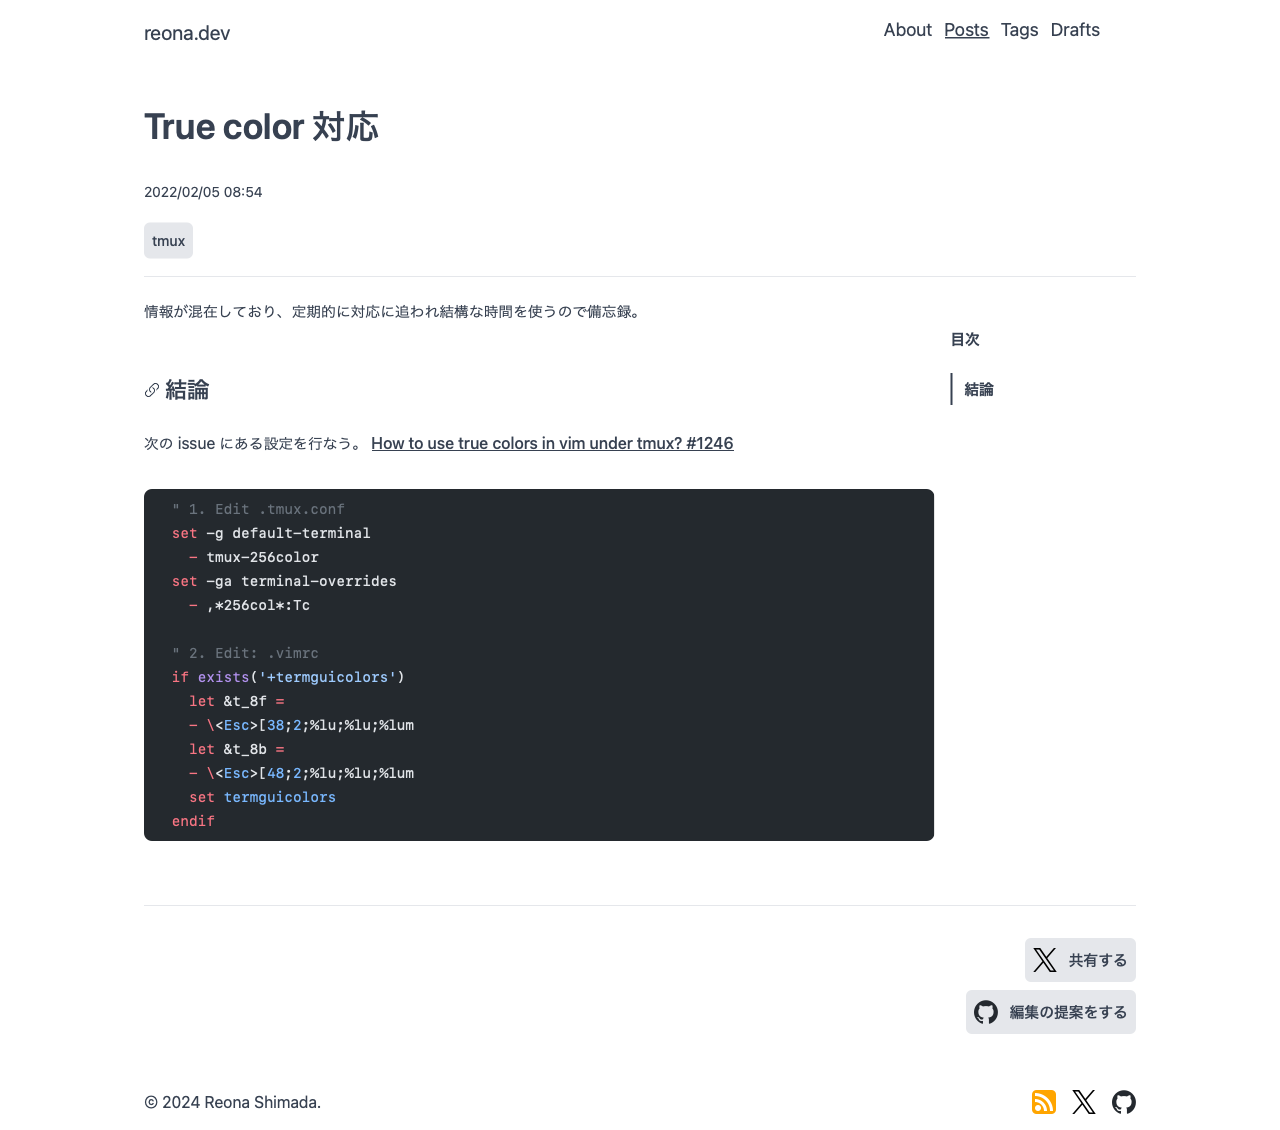 reona.dev
About Posts Tags Drafts
True color 対応
2022/02/05 08:54
tmux
情報が混在しており、定期的に対応に追われ結構な時間を使うので備忘録。
目次
結論
結論
次の issue にある設定を行なう。 How to use true colors in vim under tmux? #1246
" 1. Edit .tmux.conf
set -g default-terminal
  - tmux-256color
set -ga terminal-overrides
  - ,*256col*:Tc
" 2. Edit: .vimrc
if exists('+termguicolors')
  let &t_8f =
  - \<Esc>[38;2;%lu;%lu;%lum
  let &t_8b =
  - \<Esc>[48;2;%lu;%lu;%lum
  set termguicolors
endif
共有する
編集の提案をする
© 2024 Reona Shimada.